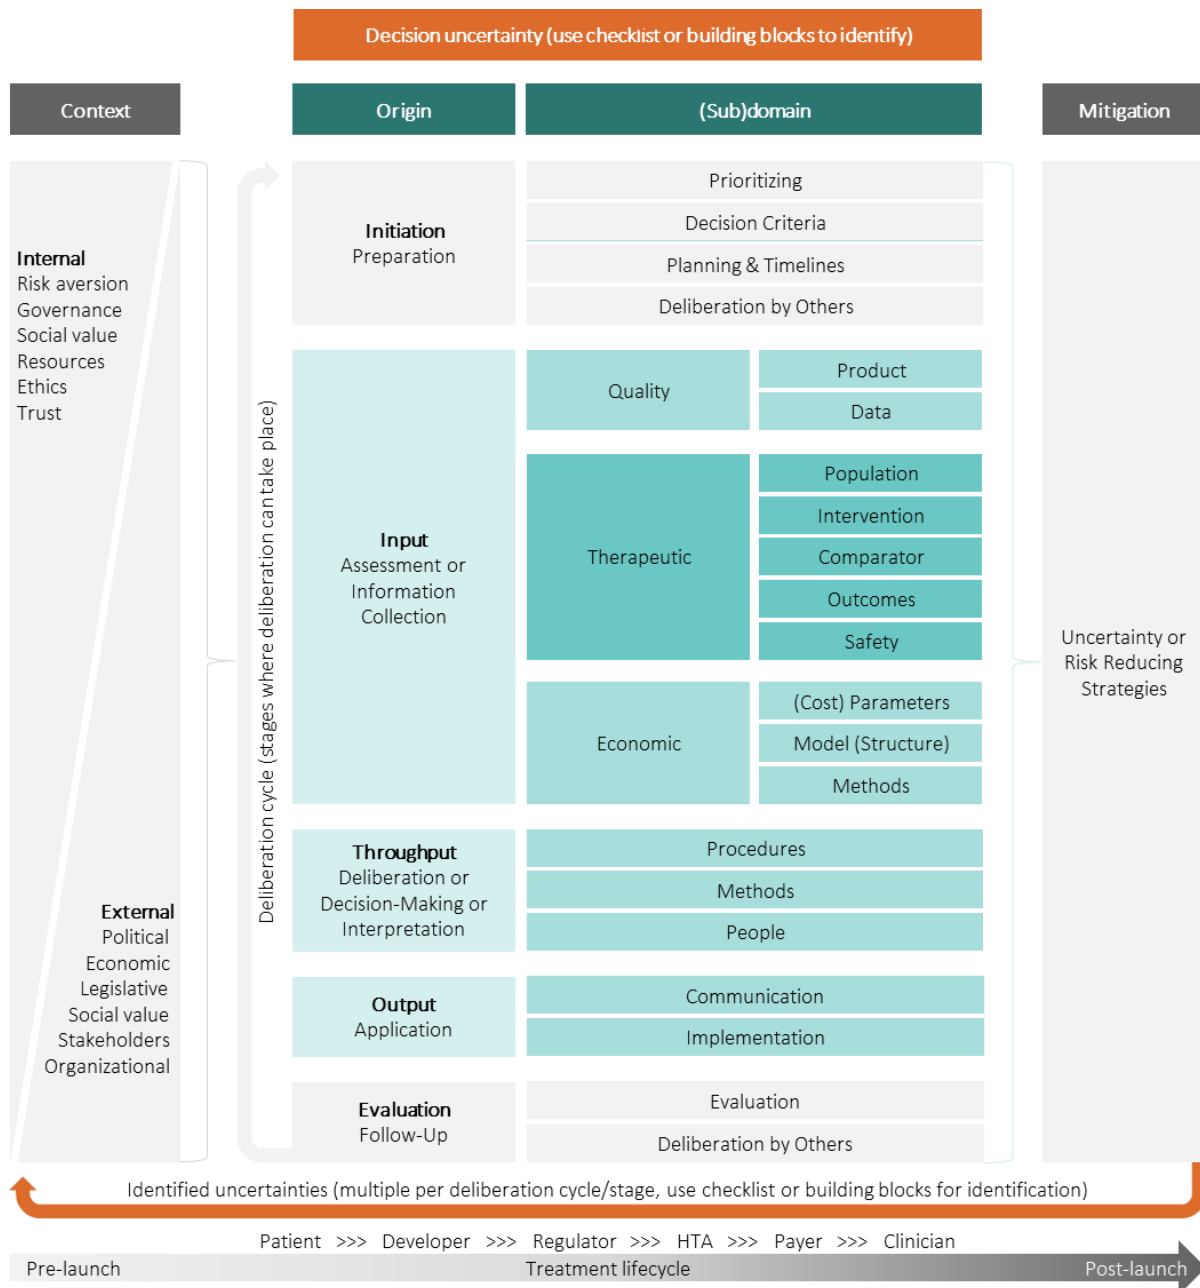 Decision uncertainty (use checklist or building blocks to identify)
Context
Origin
(Sub)domain
Mitigation
Internal
Risk aversion
Governance
Social value
Resources
Ethics
Trust
External
Political
Economic
Legislative
Social value
Stakeholders
Organizational
Deliberation cycle (stages where deliberation can take place)
Initiation
Preparation
Prioritizing
Decision Criteria
Planning & Timelines
Deliberation by Others
Input
Assessment or
Information
Collection
Quality
Product
Data
Therapeutic
Population
Intervention
Comparator
Outcomes
Safety
Economic
(Cost) Parameters
Model (Structure)
Methods
Throughput
Deliberation or
Decision-Making or
Interpretation
Procedures
Methods
People
Output
Application
Communication
Implementation
Evaluation
Follow-Up
Evaluation
Deliberation by Others
Uncertainty or
Risk Reducing
Strategies
Identified uncertainties (multiple per deliberation cycle/stage, use checklist or building blocks for identification)
Patient >>> Developer >>> Regulator >>> HTA >>> Payer >>> Clinician
Pre-launch Treatment lifecycle Post-launch